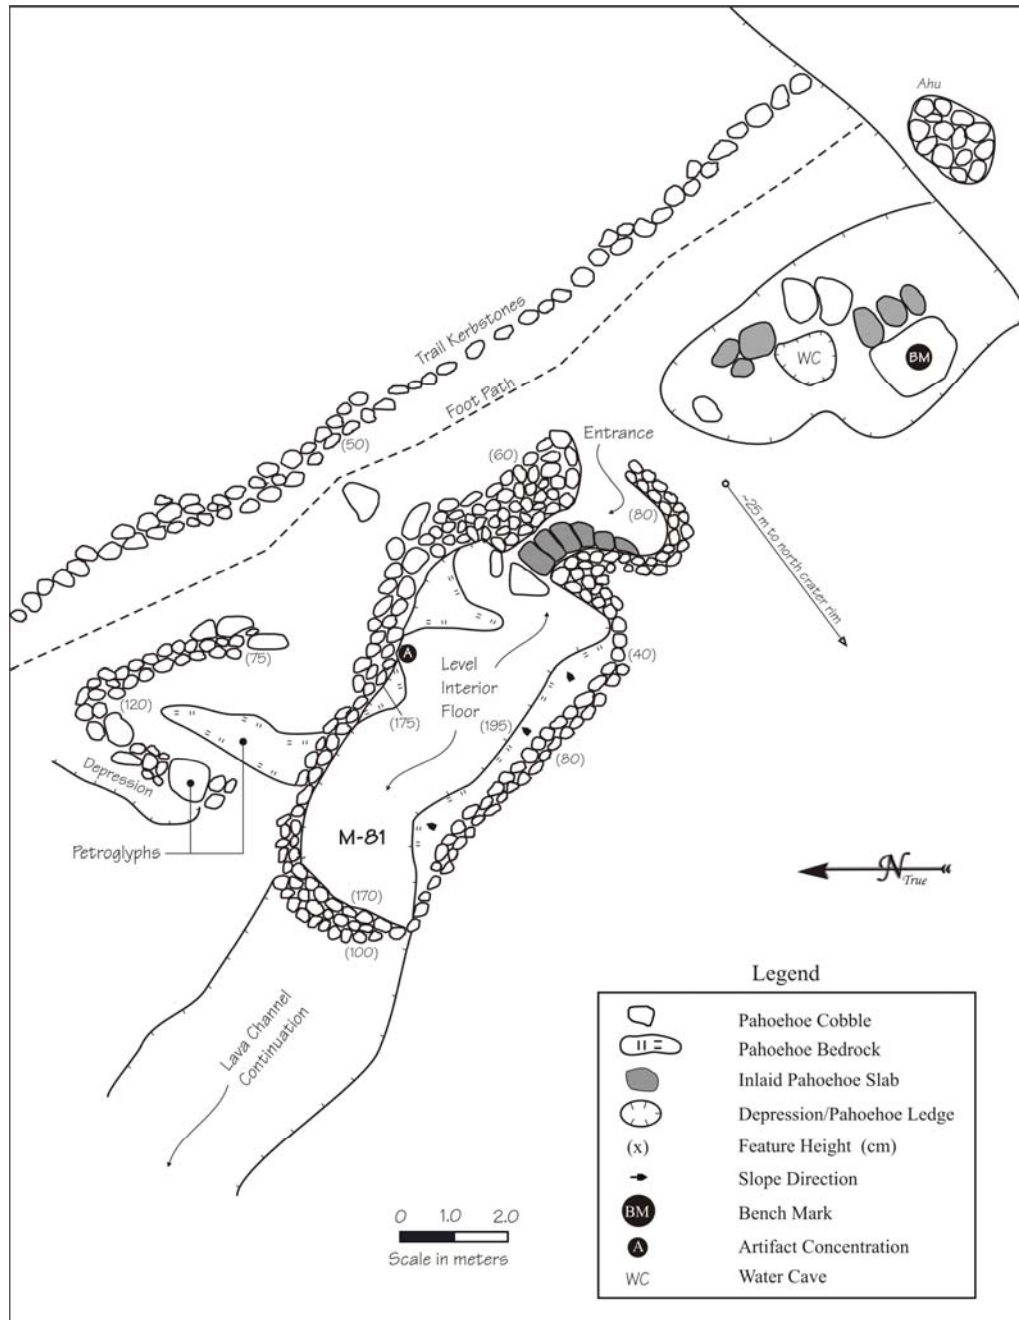 Ahu
Trail Kerbstones
Foot Path
WC
BM
(50)
(60)
Entrance
(80)
~25 m to north crater rim
(75)
(120)
A
Level
Interior
Floor
(40)
(175)
(195)
(80)
Depression
Petroglyphs
M-81
(170)
(100)
N
True
Lava Channel
Continuation
0 1.0 2.0
Scale in meters
Legend
Pahoehoe Cobble
Pahoehoe Bedrock
Inlaid Pahoehoe Slab
Depression/Pahoehoe Ledge
(x) Feature Height (cm)
Slope Direction
BM Bench Mark
A Artifact Concentration
WC Water Cave